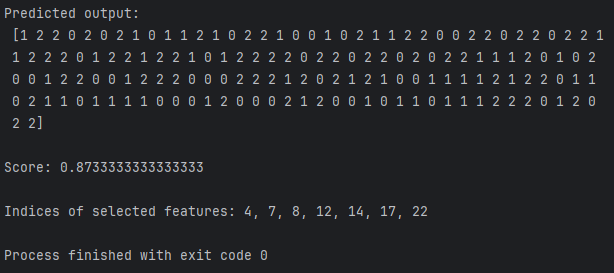 Predicted output:
[1 2 2 2 0 2 0 2 1 0 1 1 2 1 0 2 2 1 0 0 1 0 2 1 1 2 2 0 0 2 2 0 2 2 0 2 2 1
1 2 2 2 0 1 2 2 1 2 2 1 0 1 2 2 2 2 0 2 2 0 2 2 0 2 2 1 1 1 2 0 1 0 2
0 0 1 2 2 0 0 1 2 2 2 0 0 2 2 2 1 2 0 2 1 2 1 0 0 1 1 1 1 2 1 2 2 0 1 1
0 2 1 1 0 1 1 1 1 0 0 0 1 2 0 0 0 2 1 2 0 0 1 0 1 1 0 1 1 1 2 2 2 0 1 2 0
2 2]
Score: 0.8733333333333333
Indices of selected features: 4, 7, 8, 12, 14, 17, 22
Process finished with exit code 0